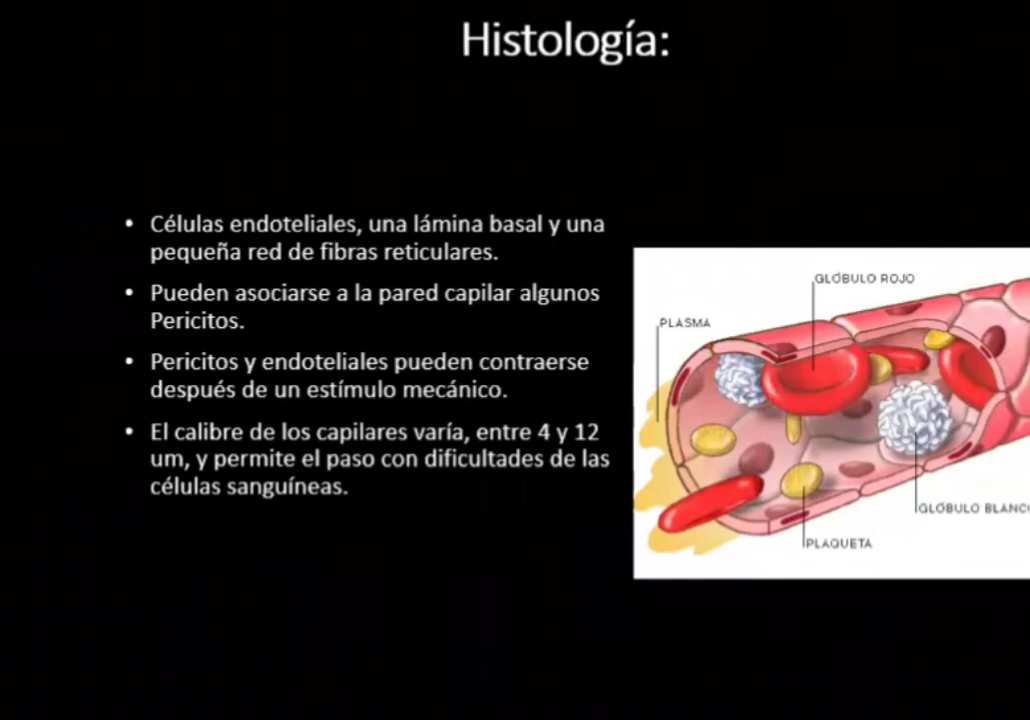 Histología:
• Células endoteliales, una lámina basal y una
pequeña red de fibras reticulares.
• Pueden asociarse a la pared capilar algunos
Pericitos.
• Pericitos y endoteliales pueden contraerse
después de un estímulo mecánico.
• El calibre de los capilares varía, entre 4 y 12
um, y permite el paso con dificultades de las
células sanguíneas.
GLÓBULO ROJO
PLASMA
GLÓBULO BLANCO
PLAQUETA